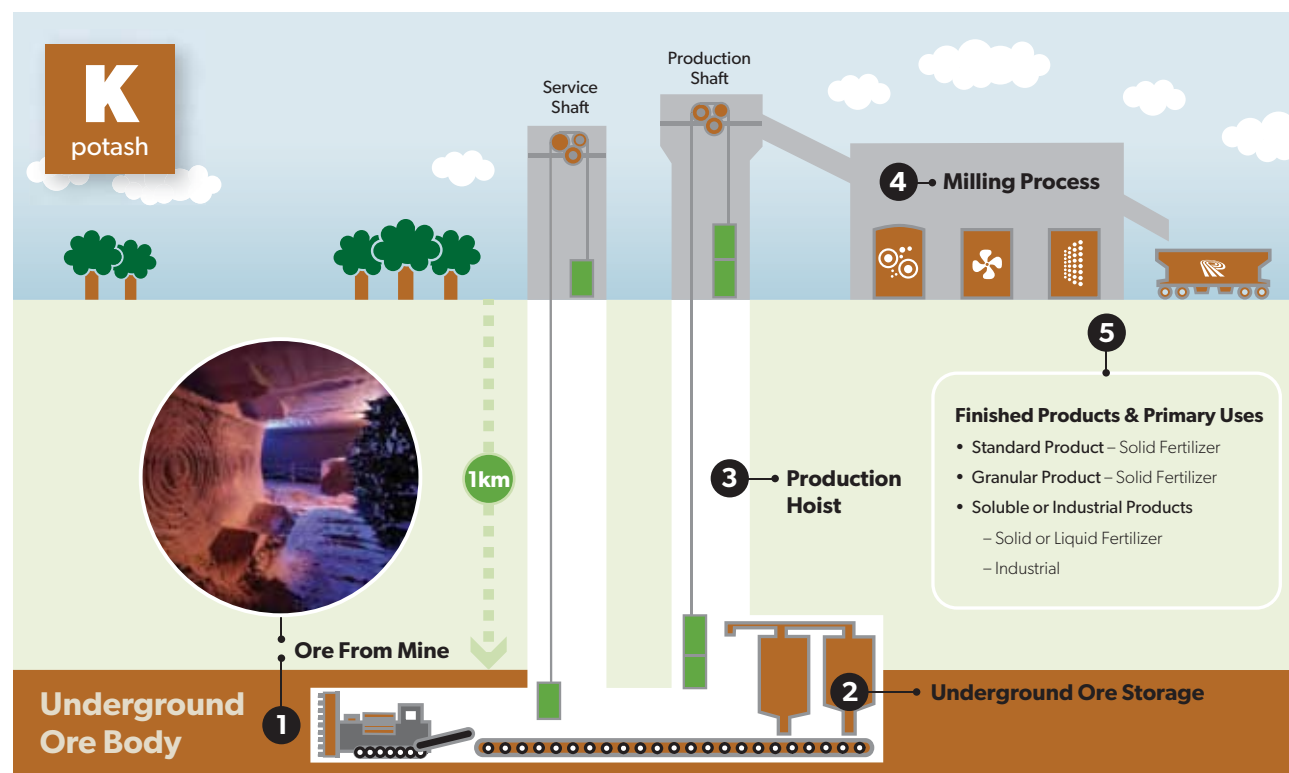 K
potash
Service
Shaft
Production
Shaft
4
Milling Process
1km
3
Production
Hoist
5
Finished Products & Primary Uses
• Standard Product – Solid Fertilizer
• Granular Product – Solid Fertilizer
• Soluble or Industrial Products
– Solid or Liquid Fertilizer
– Industrial
Ore From Mine
Underground
Ore Body
1
2
Underground Ore Storage